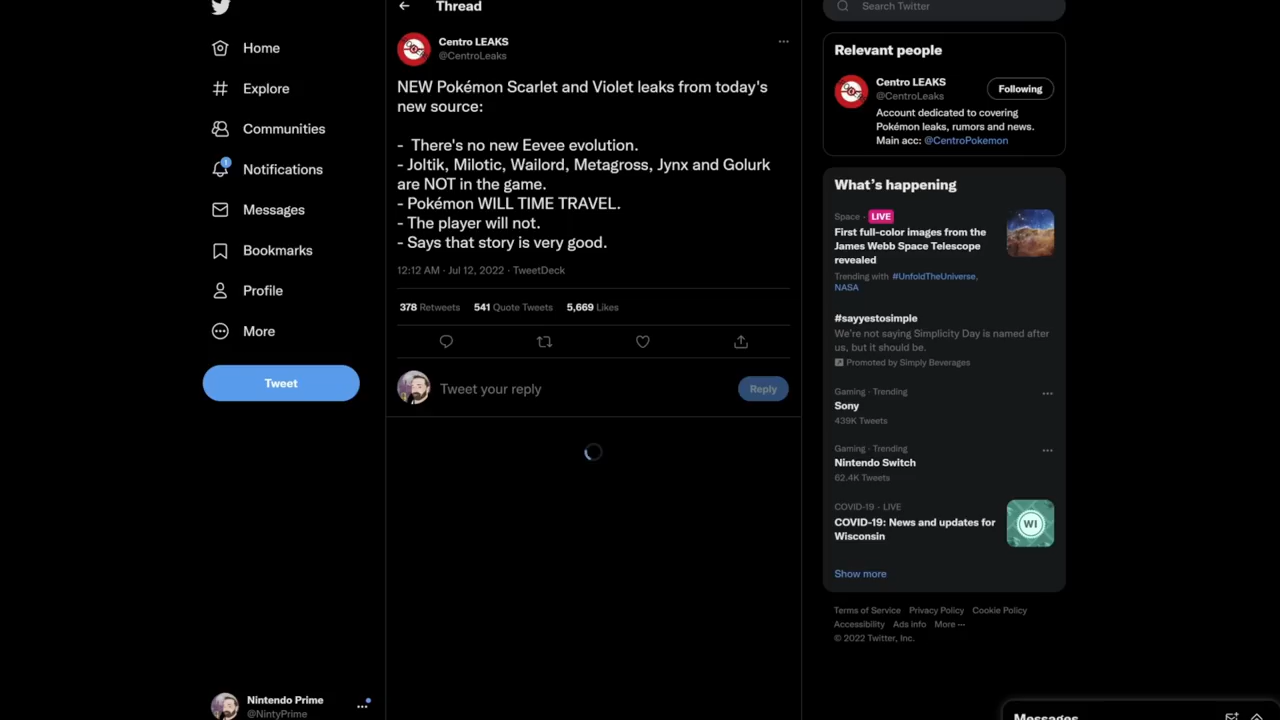 Home
Explore
Communities
1
Notifications
Messages
Bookmarks
Profile
More
Tweet
Nintendo Prime
@NintyPrime
Thread
Centro LEAKS
@CentroLeaks
NEW Pokémon Scarlet and Violet leaks from today's
new source:
- There's no new Eevee evolution.
- Joltik, Milotic, Wailord, Metagross, Jynx and Golurk
are NOT in the game.
- Pokémon WILL TIME TRAVEL.
- The player will not.
- Says that story is very good.
12:12 AM · Jul 12, 2022 · TweetDeck
378 Retweets 541 Quote Tweets 5,669 Likes
Tweet your reply
Reply
Search Twitter
Relevant people
Centro LEAKS
@CentroLeaks
Following
Account dedicated to covering
Pokémon leaks, rumors and news.
Main acc: @CentroPokemon
What's happening
Space · LIVE
First full-color images from the
James Webb Space Telescope
revealed
Trending with #UnfoldTheUniverse,
NASA
#sayyestosimple
We're not saying Simplicity Day is named after
us, but it should be.
Promoted by Simply Beverages
Gaming · Trending
Sony
439K Tweets
Gaming · Trending
Nintendo Switch
62.4K Tweets
COVID-19 · LIVE
COVID-19: News and updates for
Wisconsin
WI
Show more
Terms of Service Privacy Policy Cookie Policy
Accessibility Ads info More ···
© 2022 Twitter, Inc.
Messages